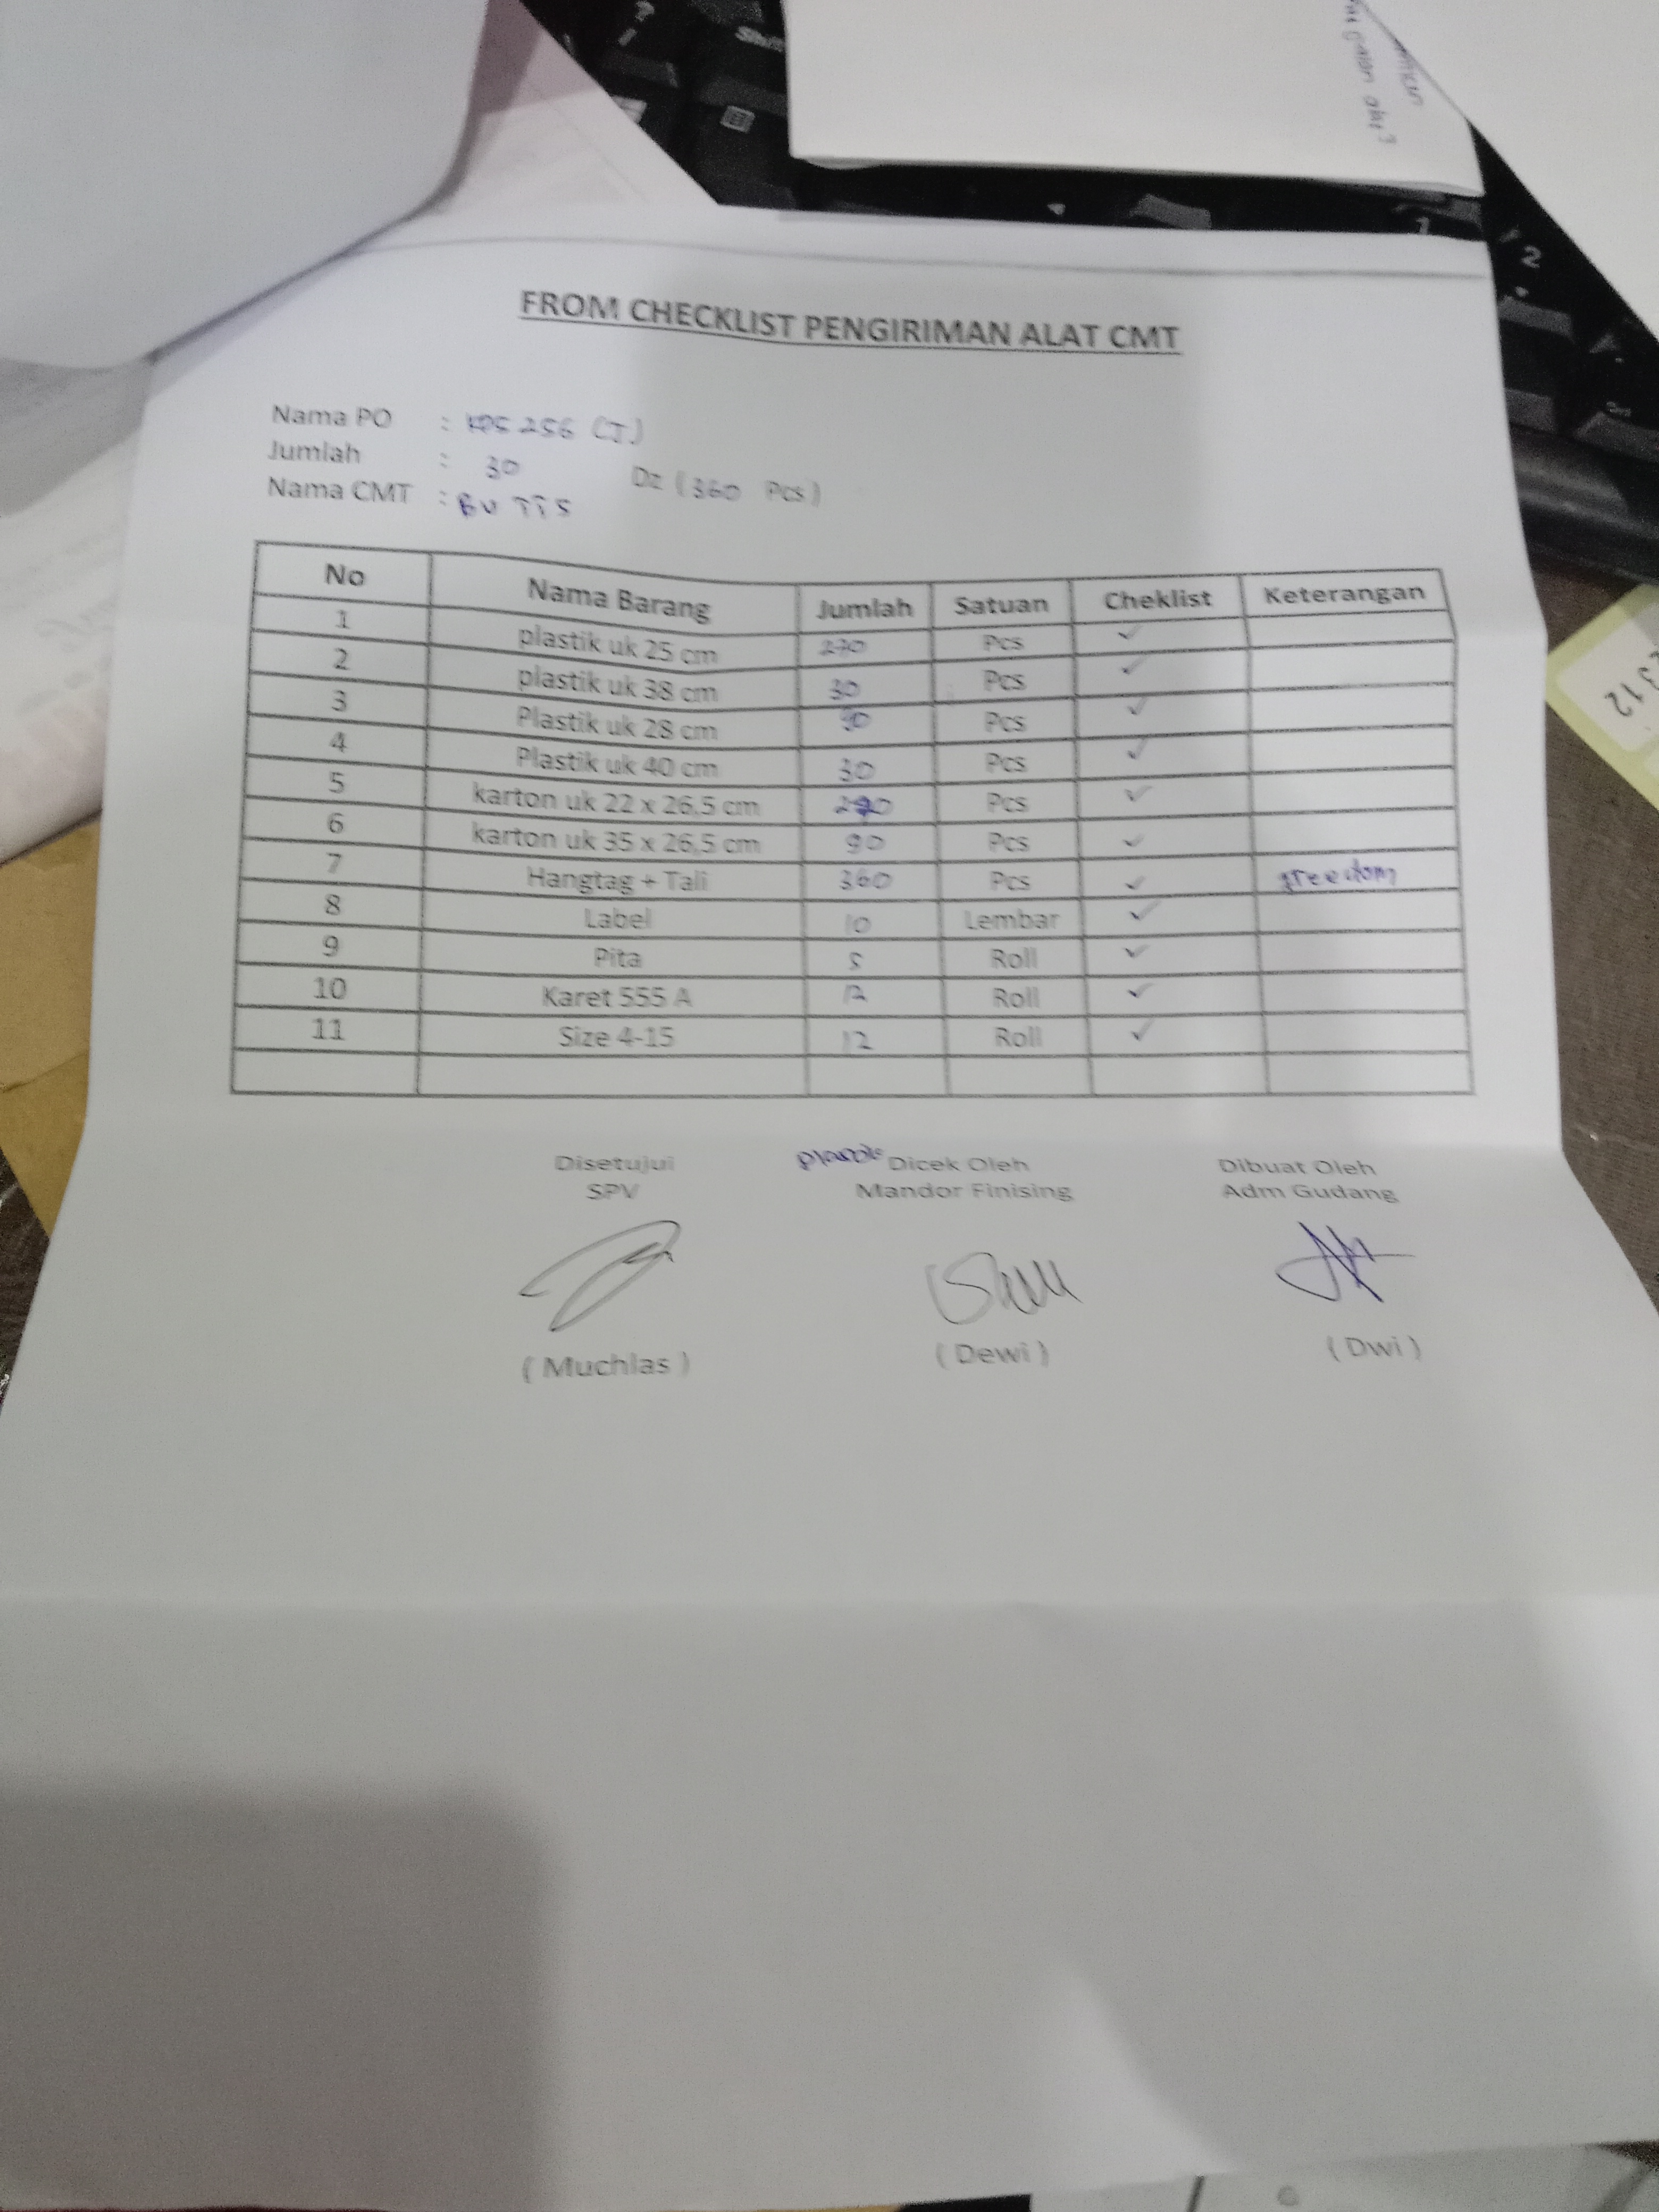 FROM CHECKLIST PENGIRIMAN ALAT CMT
Nama PO : KDS 256 (J)
Jumlah : 30 Dz (360 Pcs)
Nama CMT : BU
No Nama Barang Jumlah Satuan Cheklist Keterangan
1 plastik uk 25 cm 270 Pcs ✓
2 plastik uk 38 cm 30 Pcs ✓
3 Plastik uk 28 cm 90 Pcs ✓
4 Plastik uk 40 cm 30 Pcs ✓
5 karton uk 22 x 26,5 cm 270 Pcs ✓
6 karton uk 35 x 26,5 cm 90 Pcs ✓
7 Hangtag + Tali 360 Pcs ✓ freedom
8 Label 10 Lembar ✓
9 Pita 5 Roll ✓
10 Karet 555 A 12 Roll ✓
11 Size 4-15 12 Roll ✓
Disetujui Dicek Oleh Dibuat Oleh
SPV Mandor Finising Adm Gudang
( Muchlas ) ( Dewi ) ( Dwi )